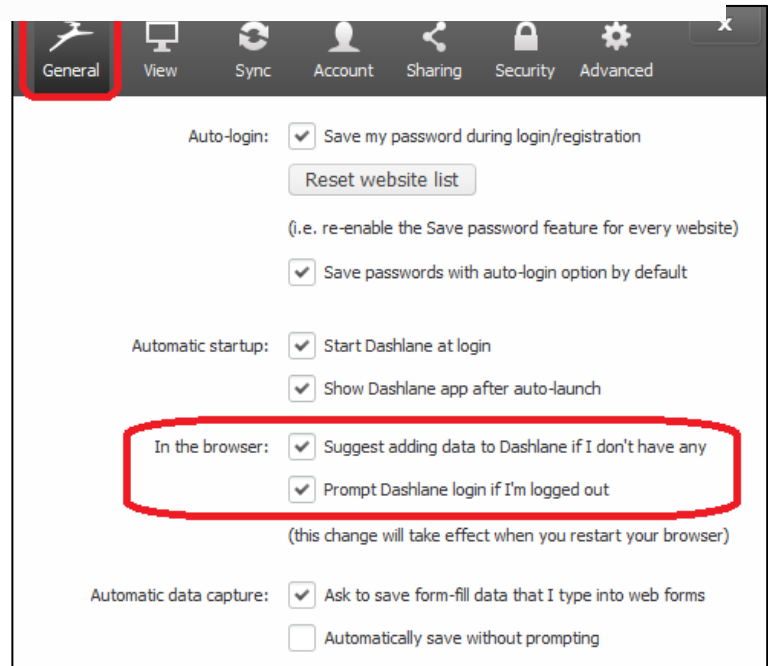 x
General View Sync Account Sharing Security Advanced
Auto-login: Save my password during login/registration
Reset website list
(i.e. re-enable the Save password feature for every website)
Save passwords with auto-login option by default
Automatic startup: Start Dashlane at login
Show Dashlane app after auto-launch
In the browser: Suggest adding data to Dashlane if I don't have any
Prompt Dashlane login if I'm logged out
(this change will take effect when you restart your browser)
Automatic data capture: Ask to save form-fill data that I type into web forms
Automatically save without prompting